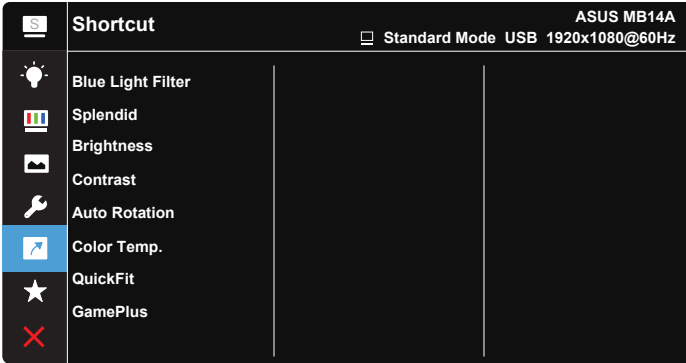 S
Shortcut
ASUS MB14A
Standard Mode USB 1920x1080@60Hz
Blue Light Filter
Splendid
Brightness
Contrast
Auto Rotation
Color Temp.
QuickFit
GamePlus